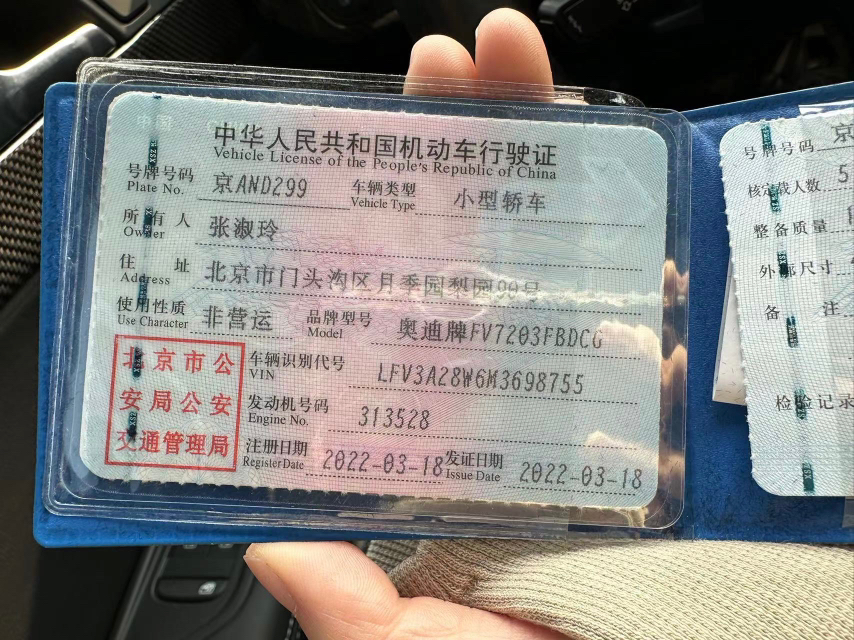 中华人民共和国机动车行驶证
Vehicle License of the People's Republic of China
号牌号码 京AND299 车辆类型 小型轿车
Plate No. Vehicle Type
所有人 张淑玲
Owner
住址 北京市门头沟区月季园梨园90号
Address
使用性质 非营运 品牌型号 奥迪牌FV7203FBDCG
Use Character Model
北京市公
安局公安
交通管理局
车辆识别代号 LFV3A28W6M3698755
VIN
发动机号码 313528
Engine No.
注册日期 2022-03-18 发证日期 2022-03-18
Register Date Issue Date
号牌号码 京
核定载人数 5
整备质量
外廓尺寸
备注
检验记录